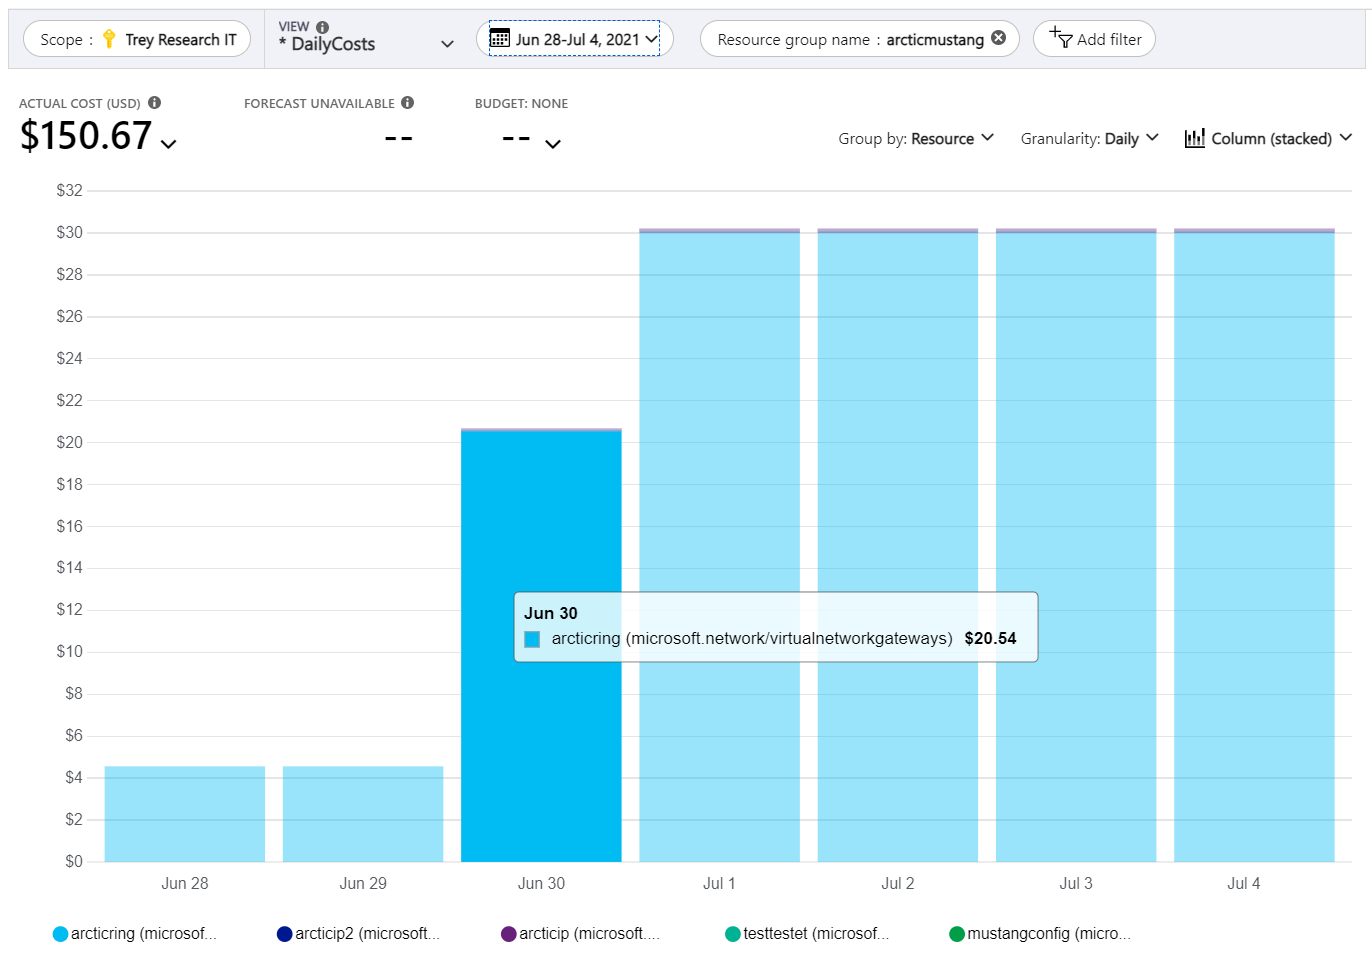 Scope : Trey Research IT
VIEW
* DailyCosts
Jun 28-Jul 4, 2021
Resource group name : arcticmustang
Add filter
ACTUAL COST (USD)
$150.67
FORECAST UNAVAILABLE
--
BUDGET: NONE
--
Group by: Resource
Granularity: Daily
Column (stacked)
$32
$30
$28
$26
$24
$22
$20
$18
$16
$14
$12
$10
$8
$6
$4
$2
$0
Jun 30
arcticring (microsoft.network/virtualnetworkgateways) $20.54
Jun 28
Jun 29
Jun 30
Jul 1
Jul 2
Jul 3
Jul 4
arcticring (microsof...
arcticip2 (microsoft...
arcticip (microsoft....
testtestet (microsof...
mustangconfig (micro...